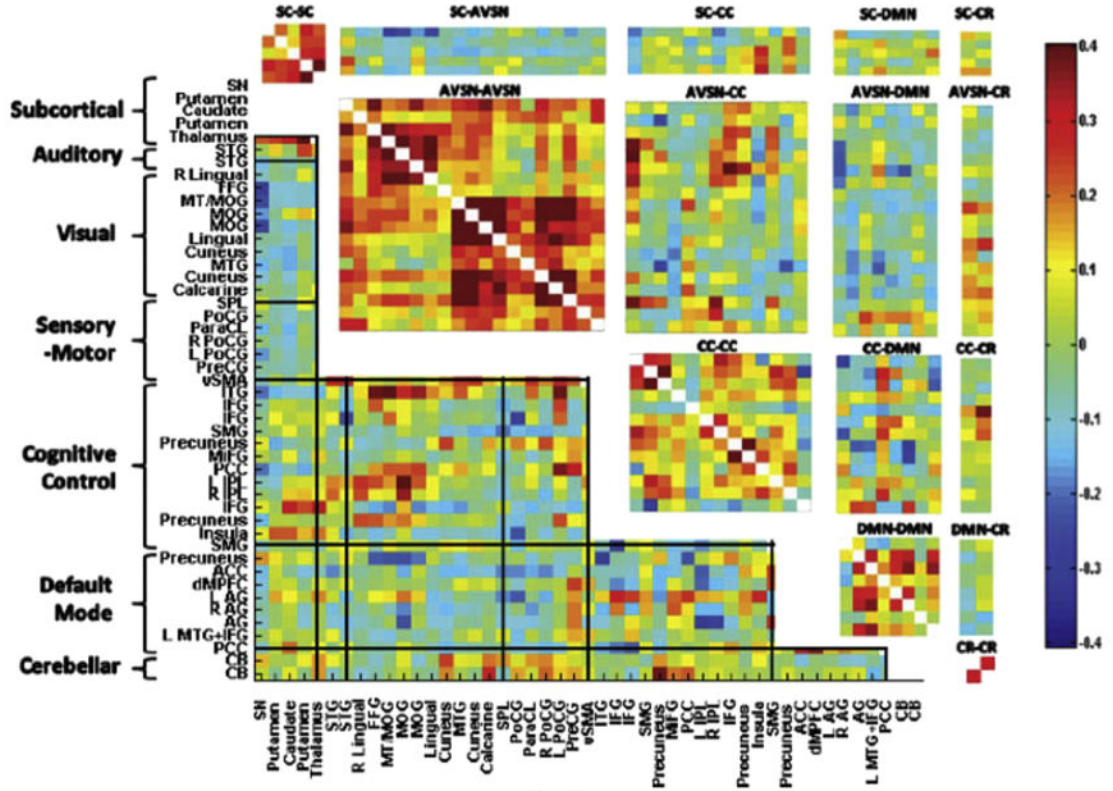 SC-SC SC-AVSN SC-CC SC-DMN SC-CR
AVSN-AVSN AVSN-CC AVSN-DMN AVSN-CR
CC-CC CC-DMN CC-CR
DMN-DMN DMN-CR
CR-CR
0.4
0.3
0.2
0.1
0
-0.1
-0.2
-0.3
-0.4
Subcortical
Auditory
Visual
Sensory
-Motor
Cognitive
Control
Default
Mode
Cerebellar
SN
Putamen
Caudate
Putamen
Thalamus
STG
STG
R Lingual
FFG
MT/MOG
MOG
MOG
Lingual
Cuneus
MTG
Cuneus
Calcarine
SPL
PoCG
ParaCL
R PoCG
L PoCG
PreCG
vSMA
ITG
IFG
IFG
SMG
Precuneus
MiFG
PCC
L IPL
R IPL
IFG
Precuneus
Insula
SMG
Precuneus
ACC
dMPFC
L AG
R AG
AG
L MTG+IFG
PCC
CB
CB
SN
Putamen
Caudate
Putamen
Thalamus
STG
STG
R Lingual
FFG
MT/MOG
MOG
MOG
Lingual
Cuneus
MTG
Cuneus
Calcarine
SPL
PoCG
ParaCL
R PoCG
L PoCG
PreCG
vSMA
ITG
IFG
IFG
SMG
Precuneus
MiFG
PCC
L IPL
R IPL
IFG
Precuneus
Insula
SMG
Precuneus
ACC
dMPFC
L AG
R AG
AG
L MTG+IFG
PCC
CB
CB